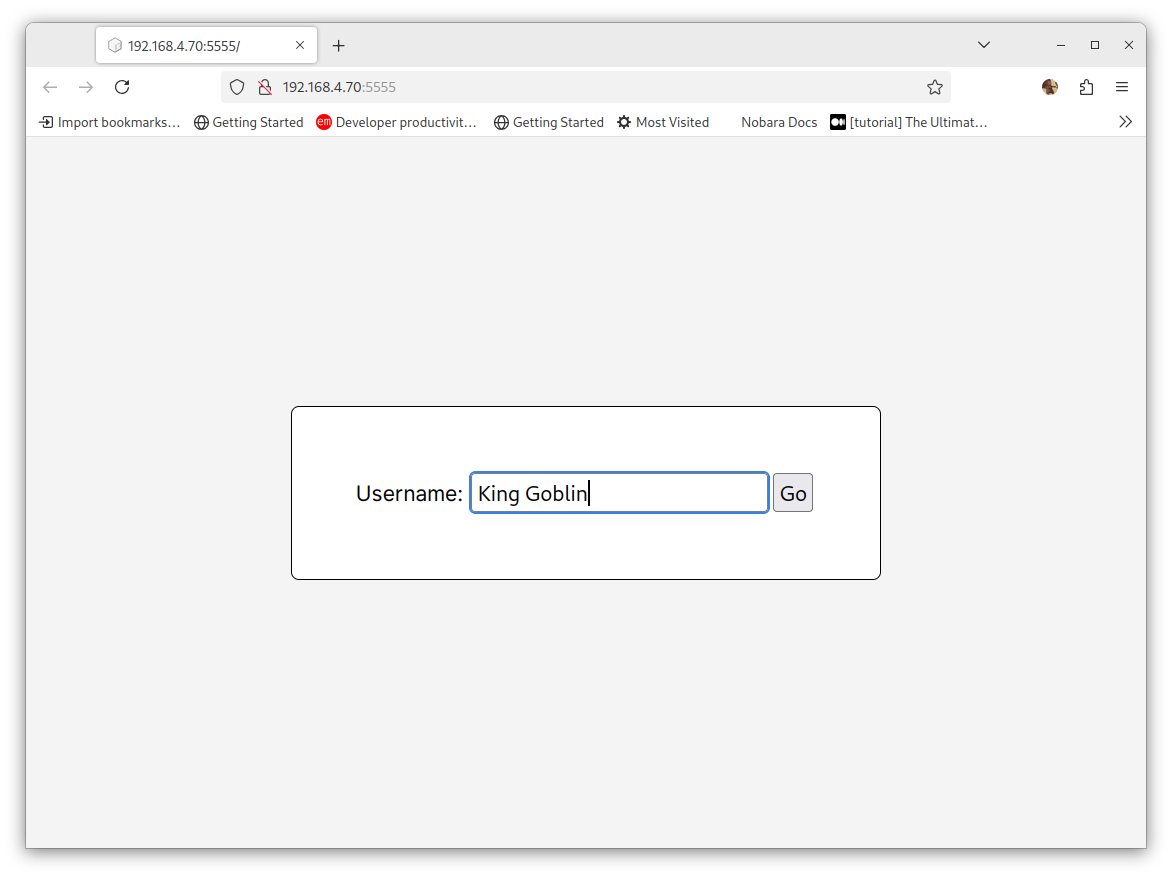 192.168.4.70:5555/
192.168.4.70:5555
Import bookmarks… Getting Started em Developer productivit… Getting Started Most Visited Nobara Docs [tutorial] The Ultimat…
Username: King Goblin Go